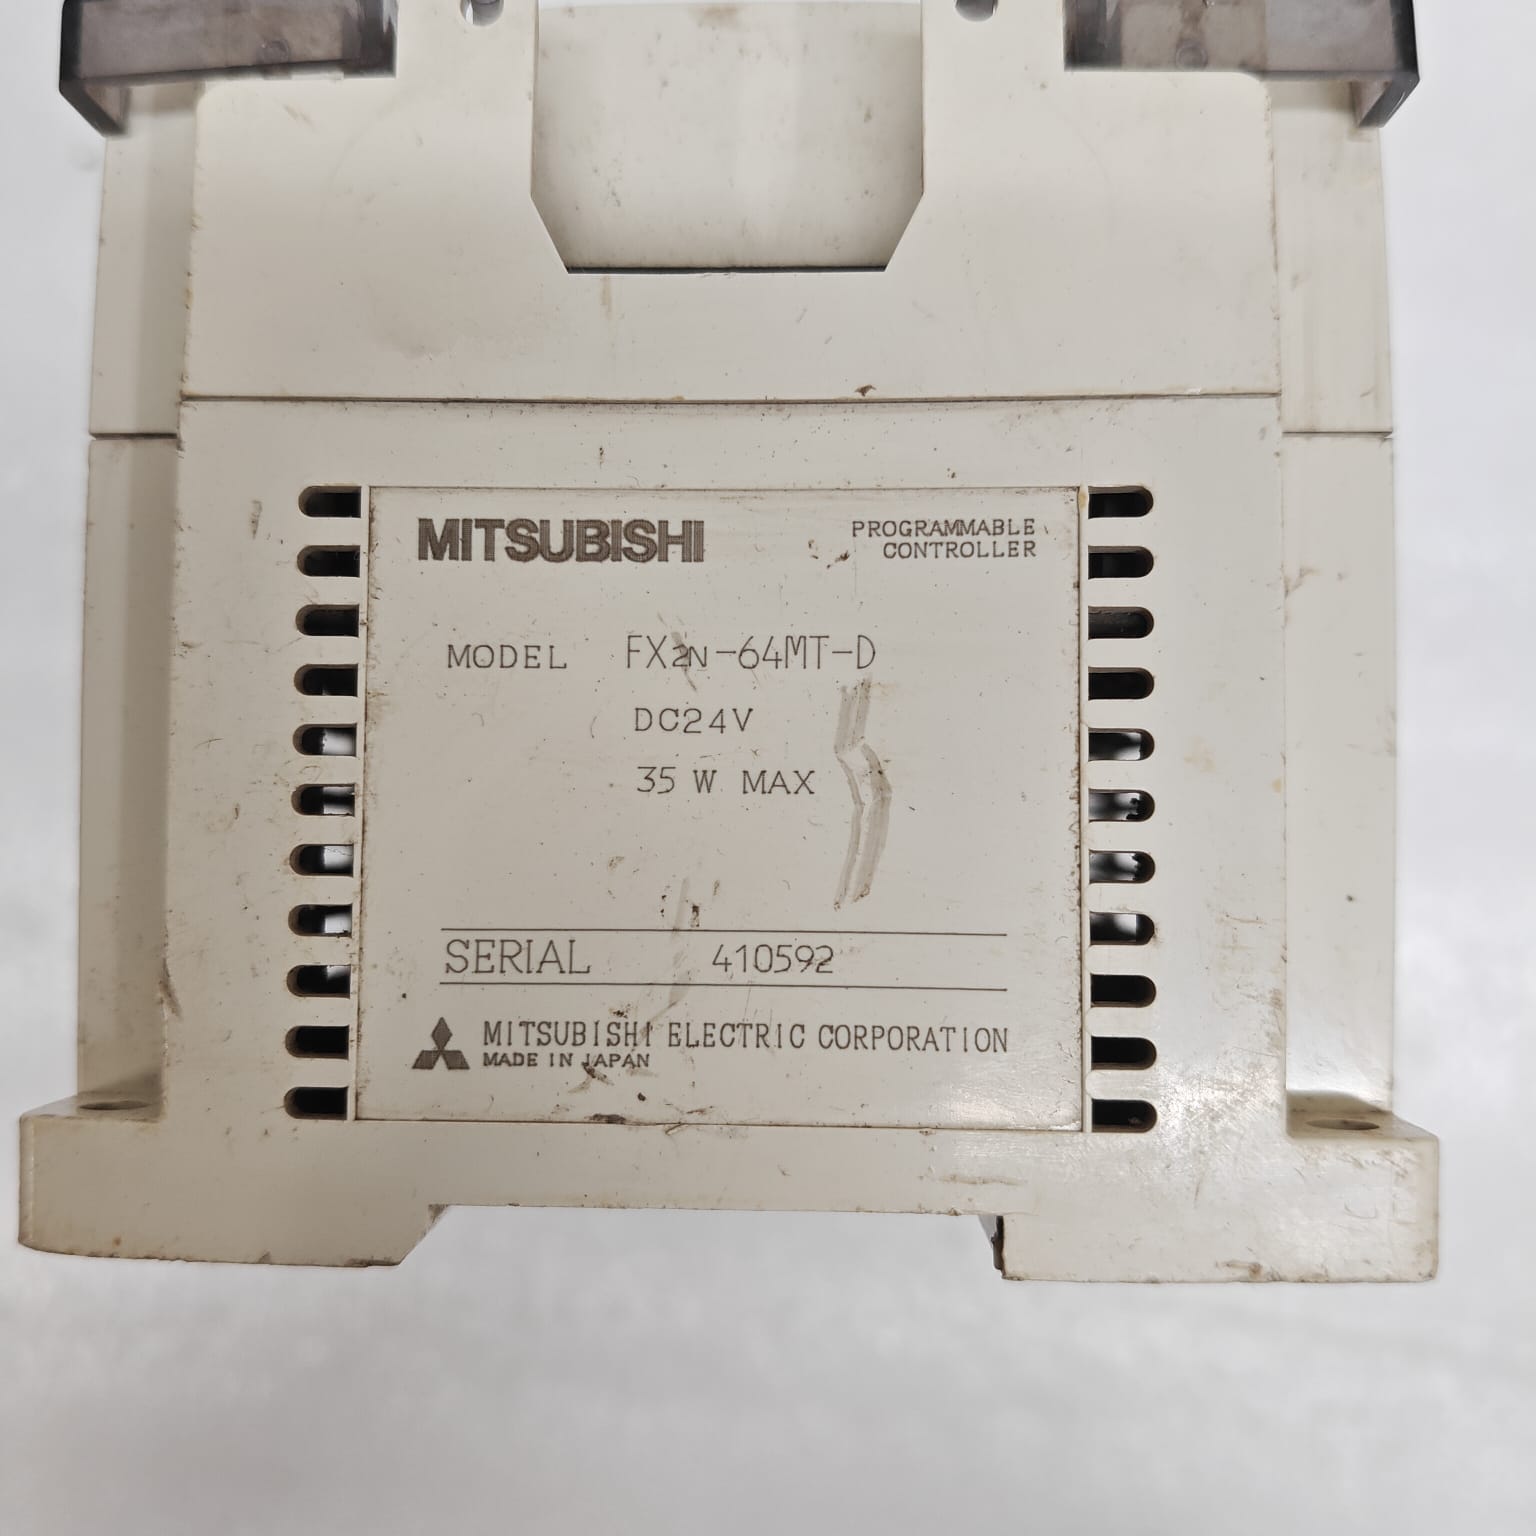 MITSUBISHI
PROGRAMMABLE
CONTROLLER
MODEL FX2N-64MT-D
DC24V
35 W MAX
SERIAL 410592
MITSUBISHI ELECTRIC CORPORATION
MADE IN JAPAN